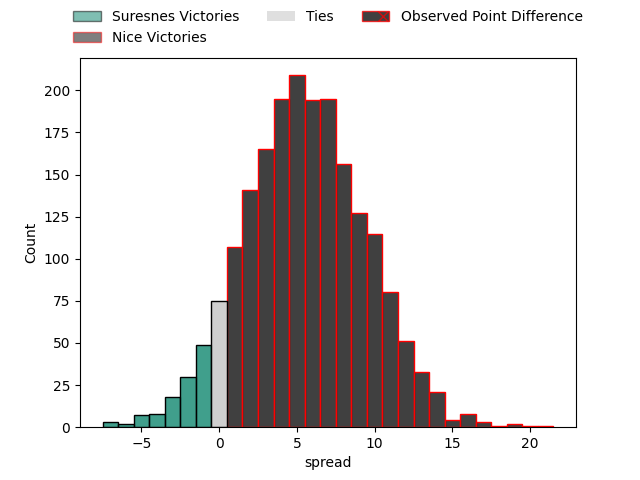 Suresnes Victories
Nice Victories
Ties
Observed Point Difference
200
175
150
125
100
75
50
25
0
Count
−5
0
5
10
15
20
spread